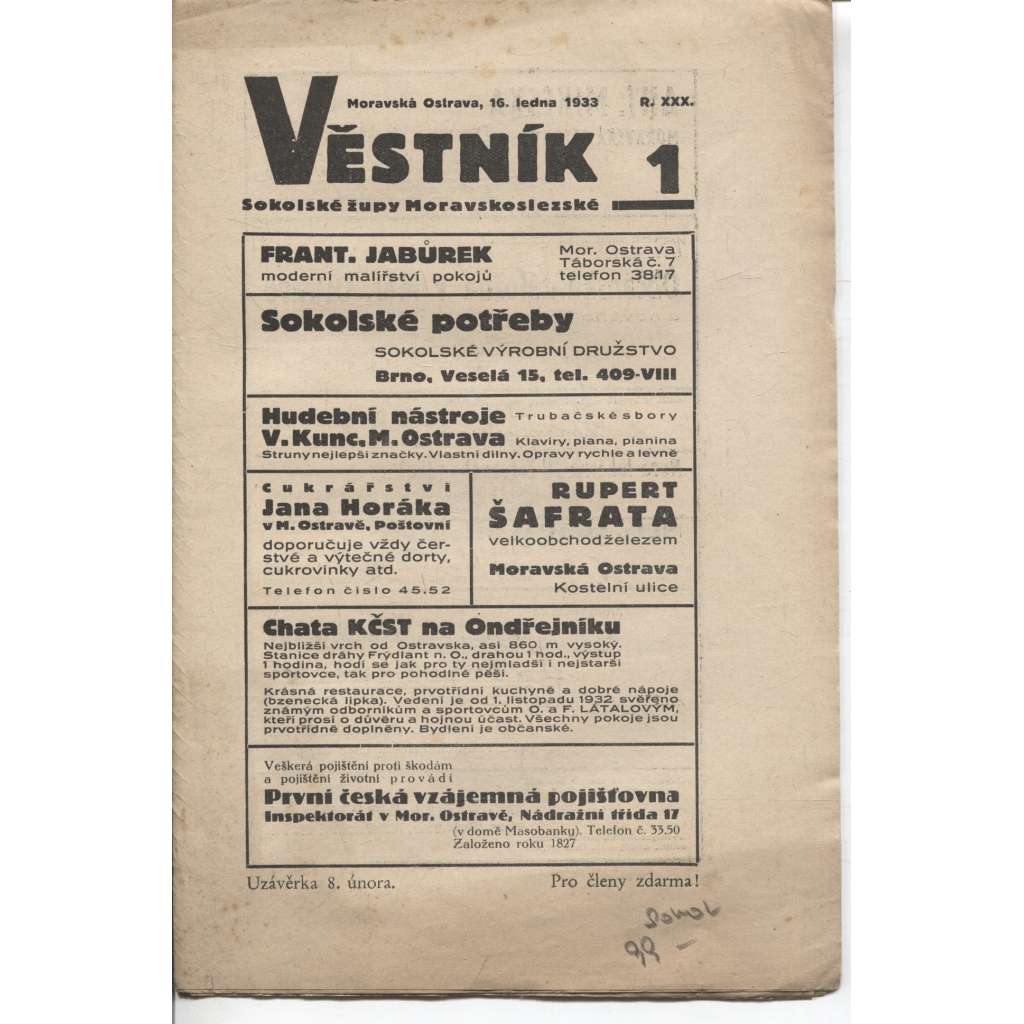 Moravská Ostrava, 16. ledna 1933 R. XXX.
VĚSTNÍK 1
Sokolské župy Moravskoslezské
FRANT. JABŮREK
moderní malířství pokojů
Mor. Ostrava
Táborská č. 7
telefon 38.17
Sokolské potřeby
SOKOLSKÉ VÝROBNÍ DRUŽSTVO
Brno, Veselá 15, tel. 409-VIII
Hudební nástroje Trubačské sbory
V. Kunc, M. Ostrava Klavíry, piana, pianina
Struny nejlepší značky. Vlastní dílny. Opravy rychle a levně
Cukrářství
Jana Horáka
v M. Ostravě, Poštovní
doporučuje vždy čer-
stvé a výtečné dorty,
cukrovinky atd.
Telefon číslo 45.52
RUPERT
ŠAFRATA
velkoobchod železem
Moravská Ostrava
Kostelní ulice
Chata KČST na Ondřejníku
Nejbližší vrch od Ostravska, asi 860 m vysoký.
Stanice dráhy Frýdlant n. O., drahou 1 hod., výstup
1 hodina, hodí se jak pro ty nejmladší i nejstarší
sportovce, tak pro pohodlné pěší.
Krásná restaurace, prvotřídní kuchyně a dobré nápoje
(bzenecká lipka). Vedení je od 1. listopadu 1932 svěřeno
známým odborníkům a sportovcům O. a F. LÁTALOVÝM,
kteří prosí o důvěru a hojnou účast. Všechny pokoje jsou
prvotřídně doplněny. Bydlení je občanské.
Veškerá pojištění proti škodám
a pojištění životní provádí
První česká vzájemná pojišťovna
Inspektorát v Mor. Ostravě, Nádražní třída 17
(v domě Masobanky). Telefon č. 33.50
Založeno roku 1827
Uzávěrka 8. února. Pro členy zdarma!